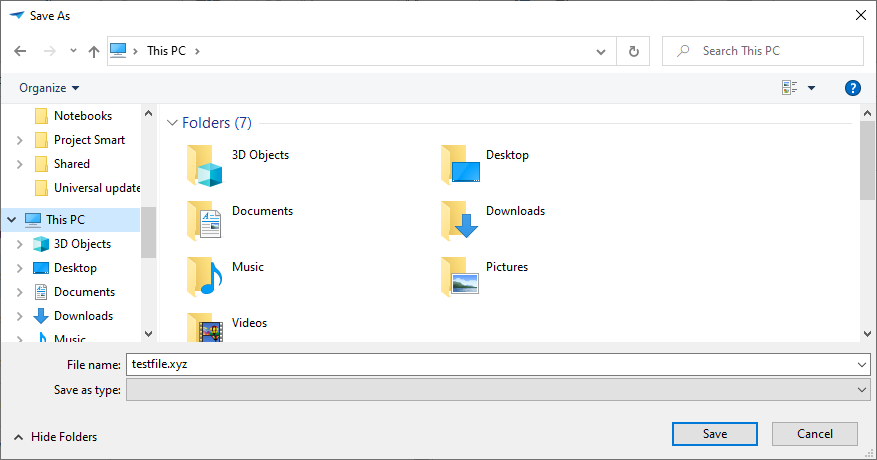 Save As
This PC
Search This PC
Organize
?
Notebooks
Project Smart
Shared
Universal update
This PC
3D Objects
Desktop
Documents
Downloads
Music
Folders (7)
3D Objects
Desktop
Documents
Downloads
Music
Pictures
Videos
File name: testfile.xyz
Save as type:
Hide Folders
Save
Cancel